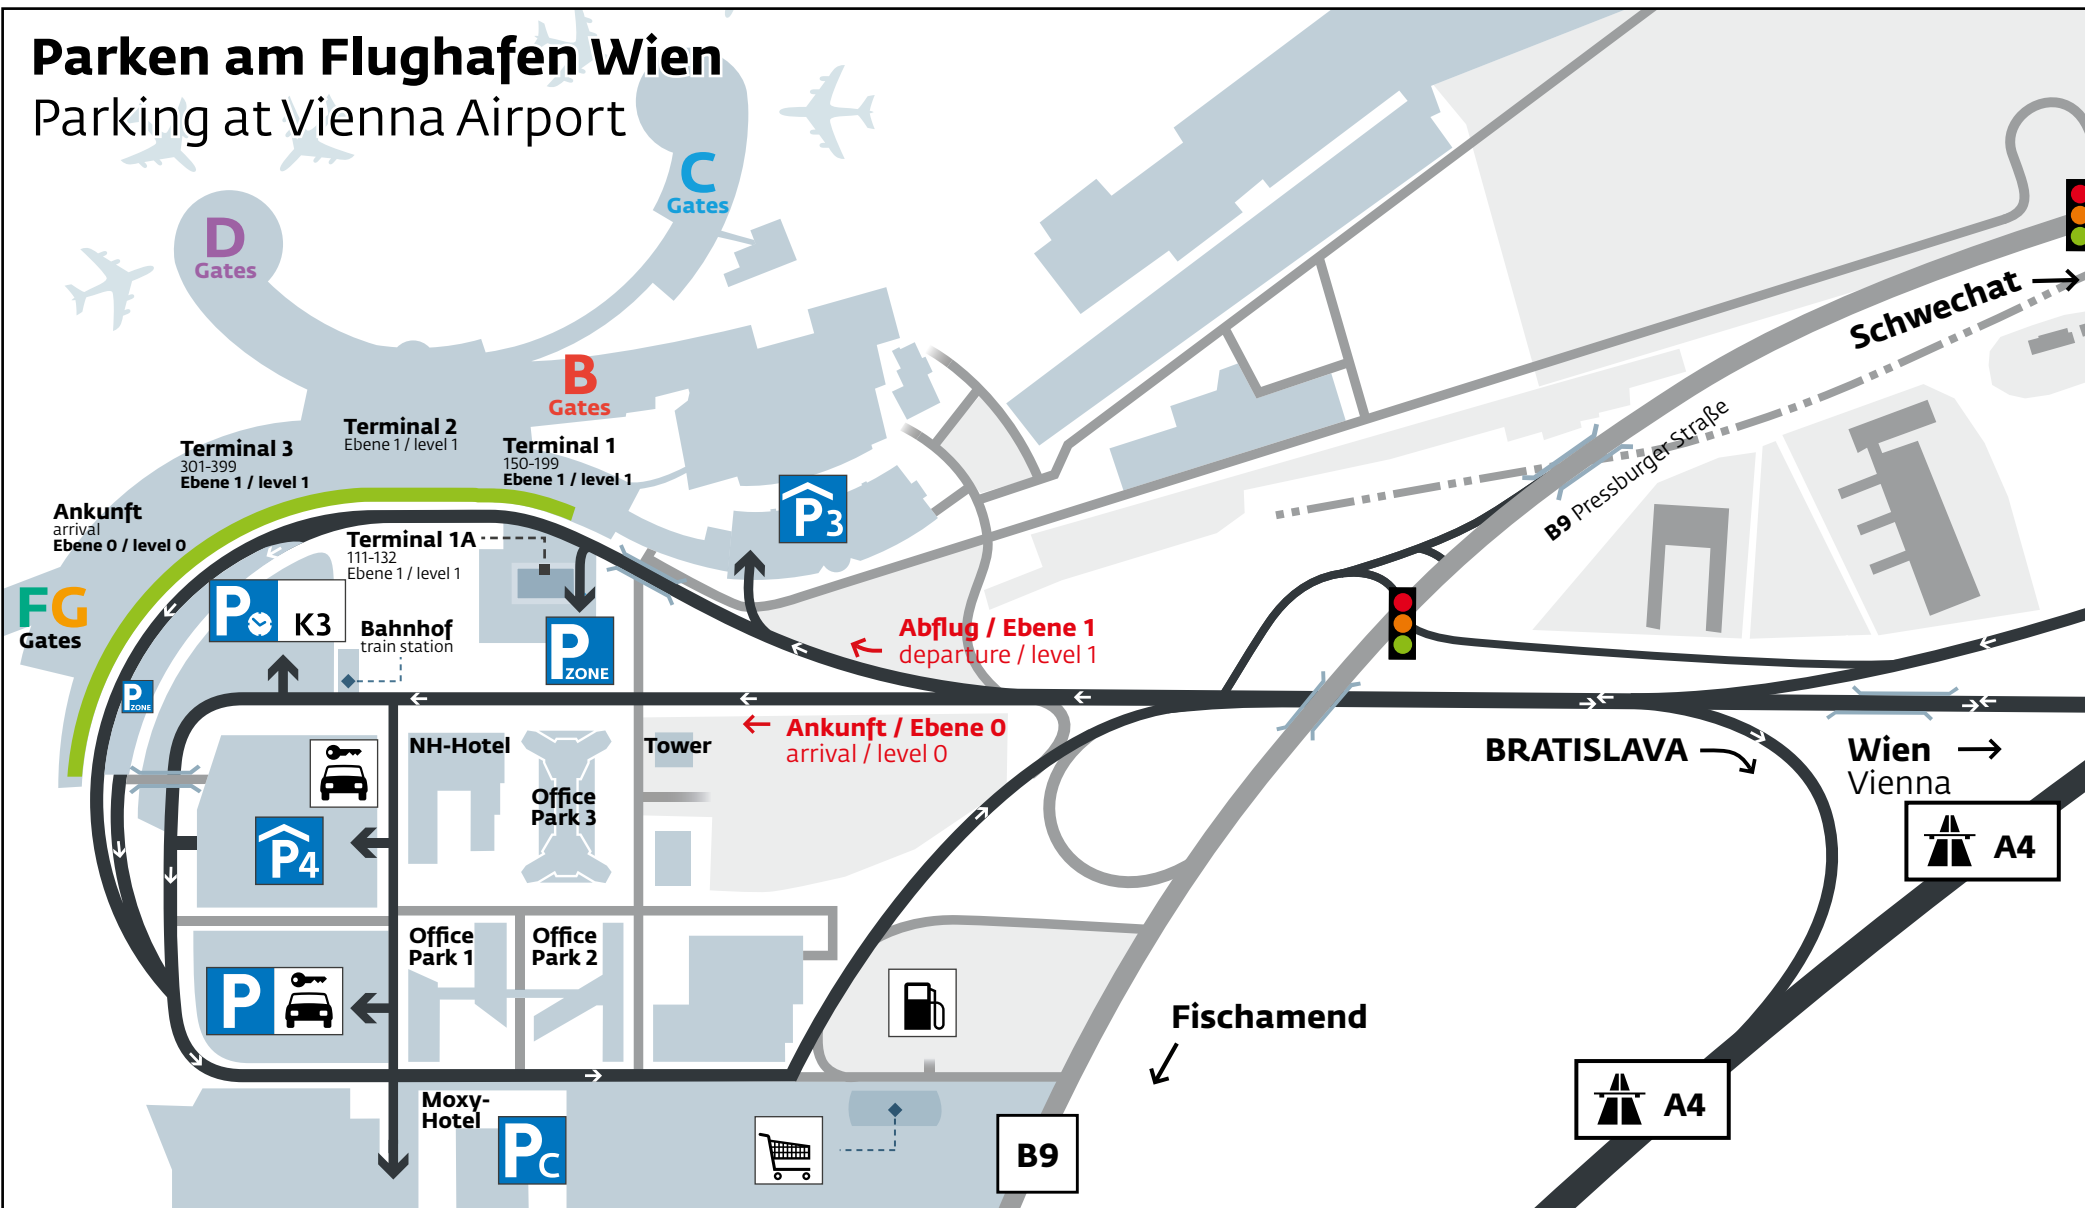 Parken am Flughafen Wien
Parking at Vienna Airport
C
Gates
D
Gates
B
Gates
Schwechat
Terminal 3
301-399
Ebene 1 / level 1
Terminal 2
Ebene 1 / level 1
Terminal 1
150-199
Ebene 1 / level 1
B9 Pressburger Straße
Ankunft
arrival
Ebene 0 / level 0
Terminal 1A
111-132
Ebene 1 / level 1
P3
FG
Gates
P K3
Bahnhof
train station
P
ZONE
Abflug / Ebene 1
departure / level 1
P
ZONE
Ankunft / Ebene 0
arrival / level 0
NH-Hotel
Tower
BRATISLAVA
Wien
Vienna
Office
Park 3
P4
A4
Office
Park 1
Office
Park 2
P
Fischamend
Moxy-
Hotel
PC
B9
A4